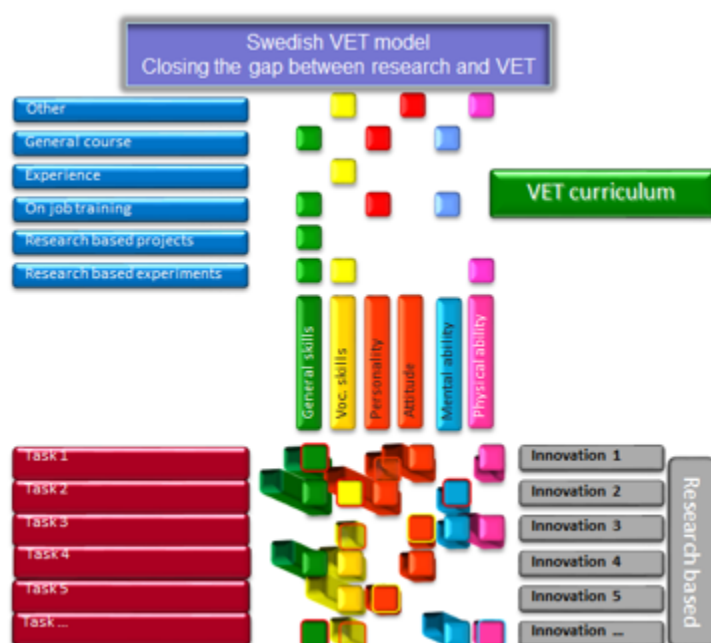 Swedish VET model
Closing the gap between research and VET
Other
General course
Experience
VET curriculum
On job training
Research based projects
Research based experiments
General skills
Voc. skills
Personality
Attitude
Mental ability
Physical ability
Task 1
Innovation 1
Task 2
Innovation 2
Task 3
Innovation 3
Task 4
Innovation 4
Task 5
Innovation 5
Task ...
Innovation ...
Research based